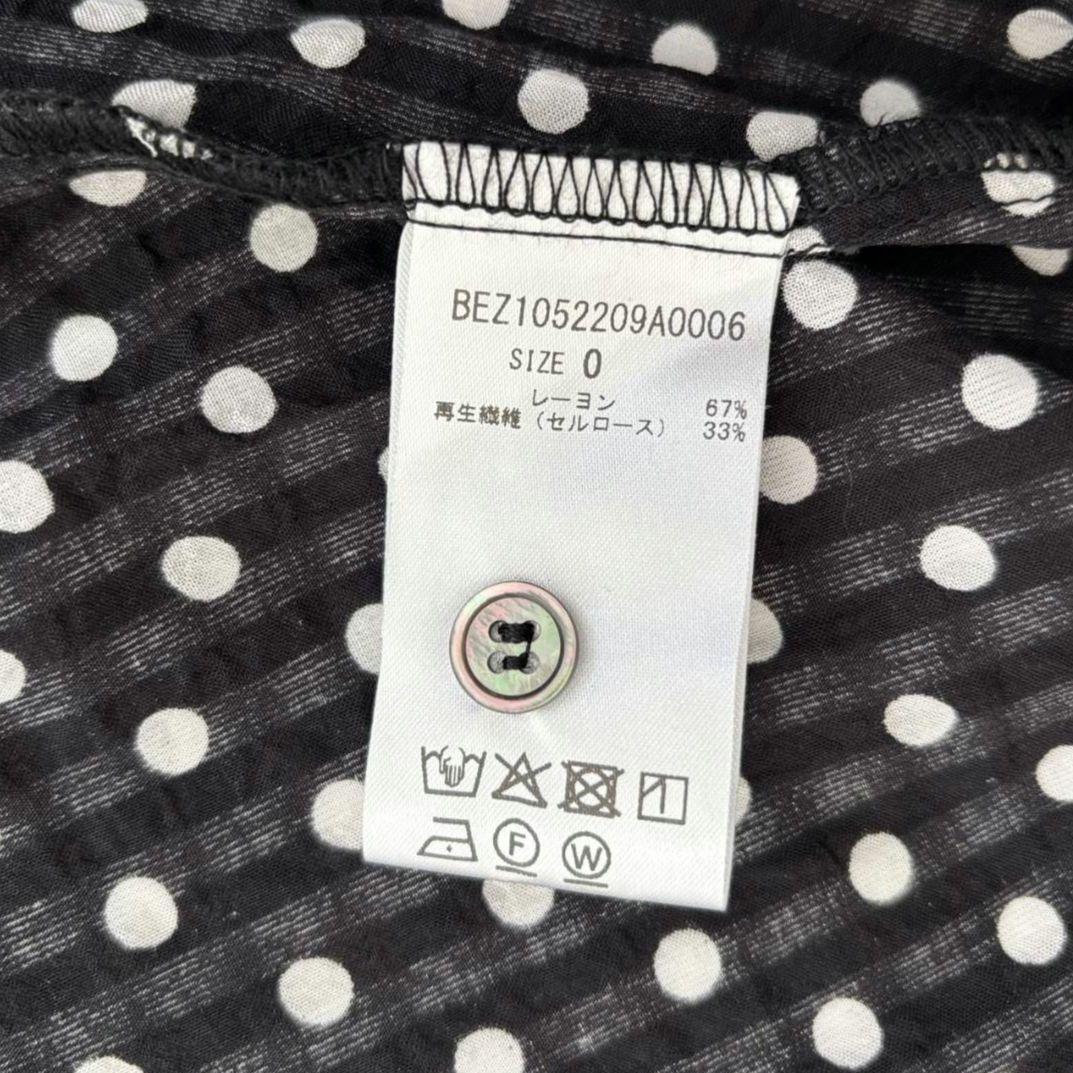 BEZ1052209A0006
SIZE 0
レーヨン 67%
再生繊維（セルロース） 33%
F W